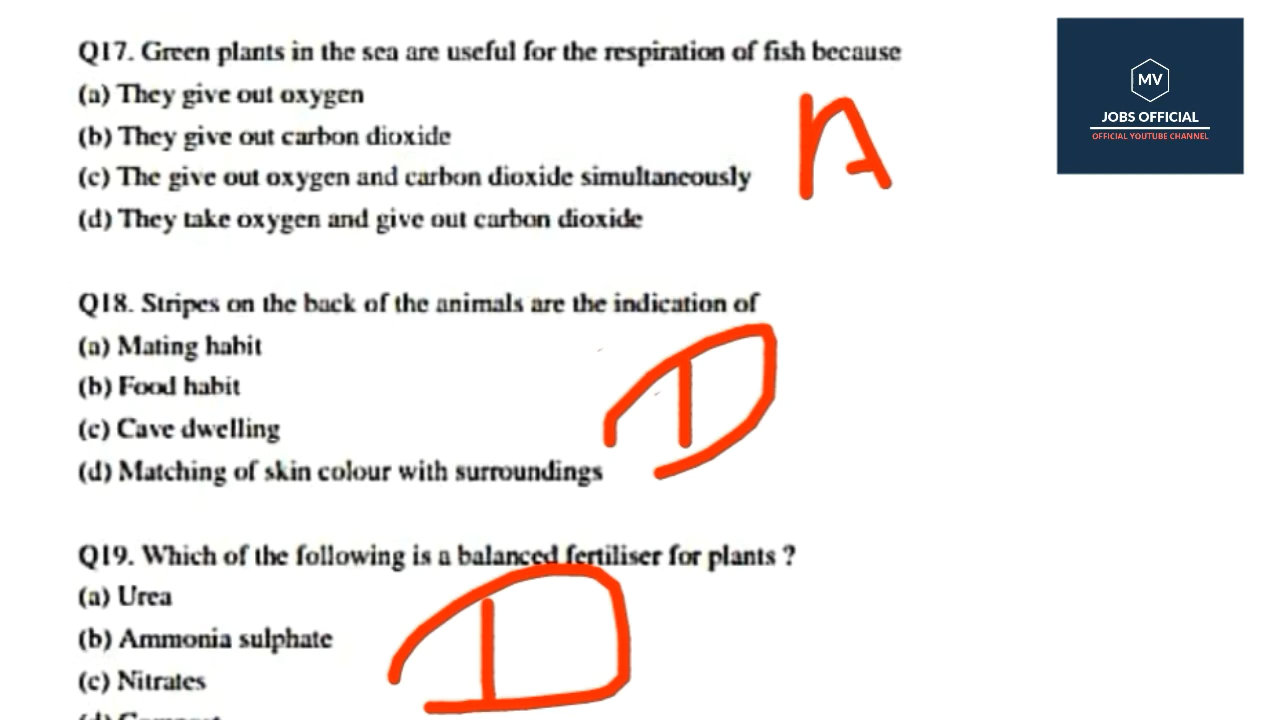 Q17. Green plants in the sea are useful for the respiration of fish because
(a) They give out oxygen
(b) They give out carbon dioxide
(c) The give out oxygen and carbon dioxide simultaneously
(d) They take oxygen and give out carbon dioxide
A
MV
JOBS OFFICIAL
OFFICIAL YOUTUBE CHANNEL
Q18. Stripes on the back of the animals are the indication of
(a) Mating habit
(b) Food habit
(c) Cave dwelling
(d) Matching of skin colour with surroundings
D
Q19. Which of the following is a balanced fertiliser for plants ?
(a) Urea
(b) Ammonia sulphate
(c) Nitrates
(d) Compost
D